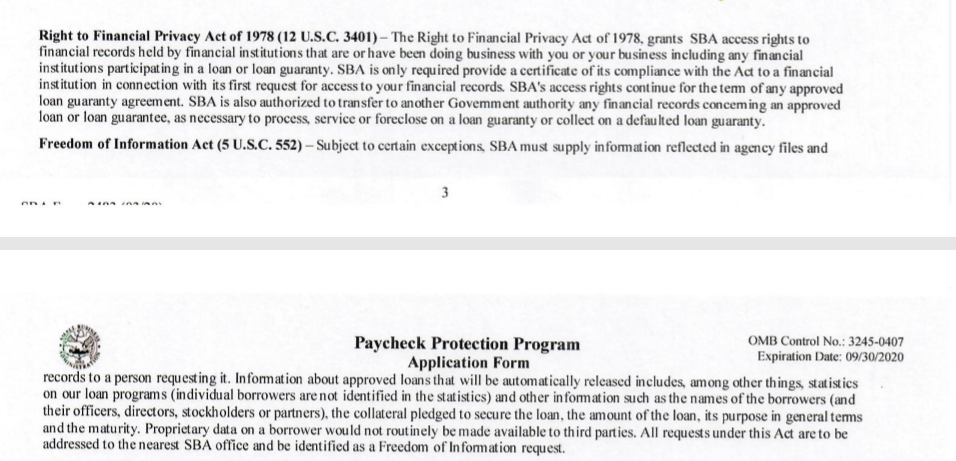 Right to Financial Privacy Act of 1978 (12 U.S.C. 3401) – The Right to Financial Privacy Act of 1978, grants SBA access rights to
financial records held by financial institutions that are or have been doing business with you or your business including any financial
institutions participating in a loan or loan guaranty. SBA is only required provide a certificate of its compliance with the Act to a financial
institution in connection with its first request for access to your financial records. SBA's access rights continue for the term of any approved
loan guaranty agreement. SBA is also authorized to transfer to another Government authority any financial records concerning an approved
loan or loan guarantee, as necessary to process, service or foreclose on a loan guaranty or collect on a defaulted loan guaranty.
Freedom of Information Act (5 U.S.C. 552) – Subject to certain exceptions, SBA must supply information reflected in agency files and
3
Paycheck Protection Program
Application Form
OMB Control No.: 3245-0407
Expiration Date: 09/30/2020
records to a person requesting it. Information about approved loans that will be automatically released includes, among other things, statistics
on our loan programs (individual borrowers are not identified in the statistics) and other information such as the names of the borrowers (and
their officers, directors, stockholders or partners), the collateral pledged to secure the loan, the amount of the loan, its purpose in general terms
and the maturity. Proprietary data on a borrower would not routinely be made available to third parties. All requests under this Act are to be
addressed to the nearest SBA office and be identified as a Freedom of Information request.